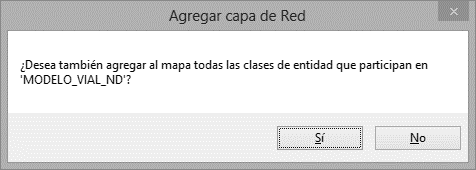 Agregar capa de Red
¿Desea también agregar al mapa todas las clases de entidad que participan en
'MODELO_VIAL_ND'?
Sí
No